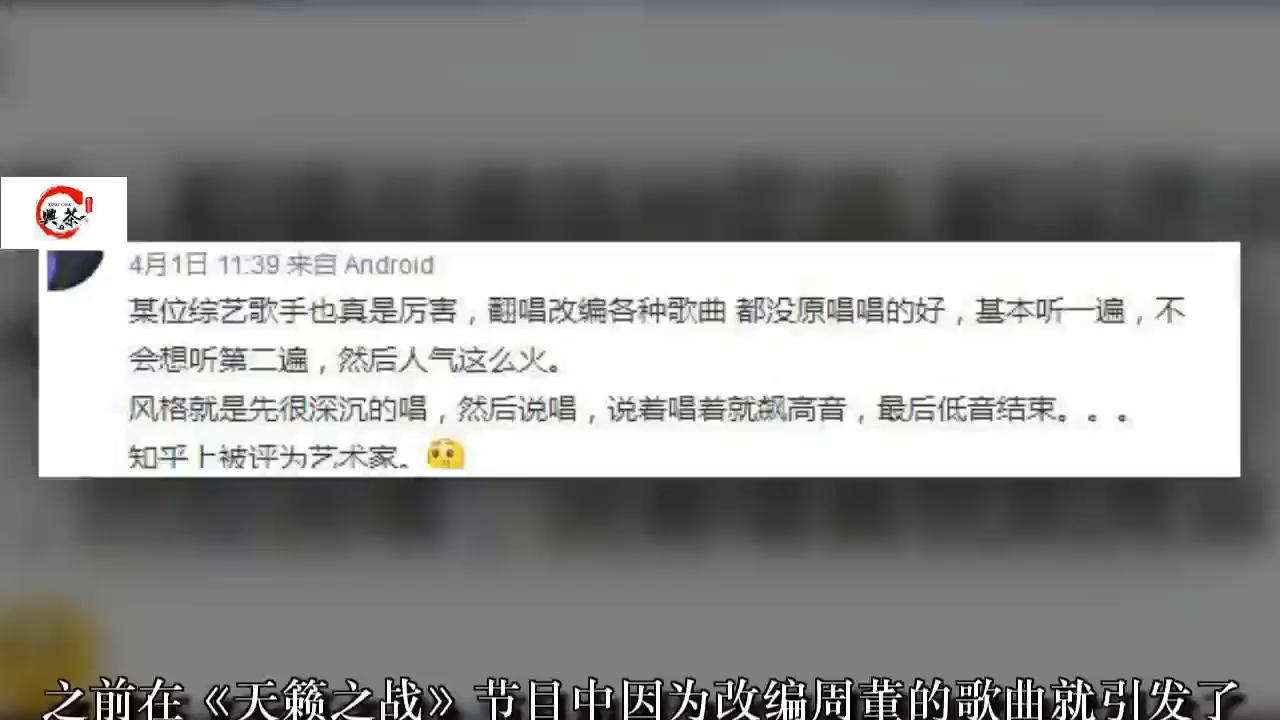 興茶
4月1日 11:39 来自 Android
某位综艺歌手也真是厉害，翻唱改编各种歌曲 都没原唱唱的好，基本听一遍，不
会想听第二遍，然后人气这么火。
风格就是先很深沉的唱，然后说唱，说着唱着就飙高音，最后低音结束。。。
知乎上被评为艺术家。
之前在《天籁之战》节目中因为改编周董的歌曲就引发了